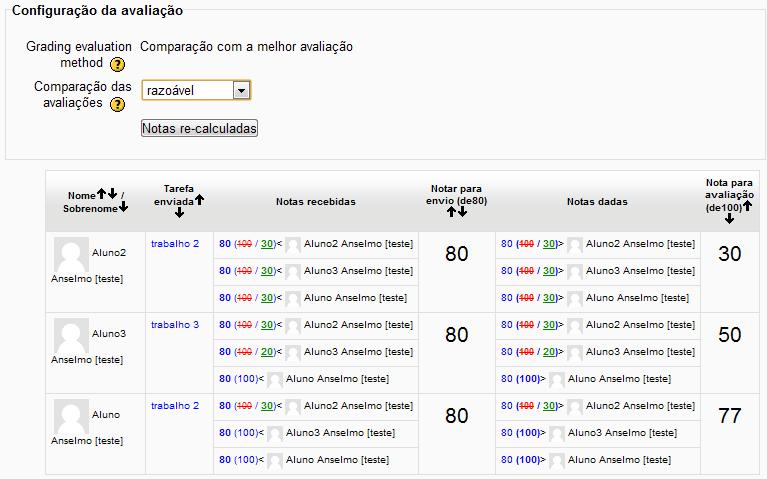 Configuração da avaliação
Grading evaluation method ? Comparação com a melhor avaliação
Comparação das avaliações ? razoável
Notas re-calculadas
Nome / Sobrenome Tarefa enviada Notas recebidas Notar para envio (de80) Notas dadas Nota para avaliação (de100)
Aluno2 Anselmo [teste] trabalho 2 80 (100 / 30)< Aluno2 Anselmo [teste] 80 80 (100 / 30)> Aluno2 Anselmo [teste] 30
80 (100 / 30)< Aluno3 Anselmo [teste] 80 (100 / 30)> Aluno3 Anselmo [teste]
80 (100 / 30)< Aluno Anselmo [teste] 80 (100 / 30)> Aluno Anselmo [teste]
Aluno3 Anselmo [teste] trabalho 3 80 (100 / 30)< Aluno2 Anselmo [teste] 80 80 (100 / 30)> Aluno2 Anselmo [teste] 50
80 (100 / 20)< Aluno3 Anselmo [teste] 80 (100 / 20)> Aluno3 Anselmo [teste]
80 (100)< Aluno Anselmo [teste] 80 (100)> Aluno Anselmo [teste]
Aluno Anselmo [teste] trabalho 2 80 (100 / 30)< Aluno2 Anselmo [teste] 80 80 (100 / 30)> Aluno2 Anselmo [teste] 77
80 (100)< Aluno3 Anselmo [teste] 80 (100)> Aluno3 Anselmo [teste]
80 (100)< Aluno Anselmo [teste] 80 (100)> Aluno Anselmo [teste]